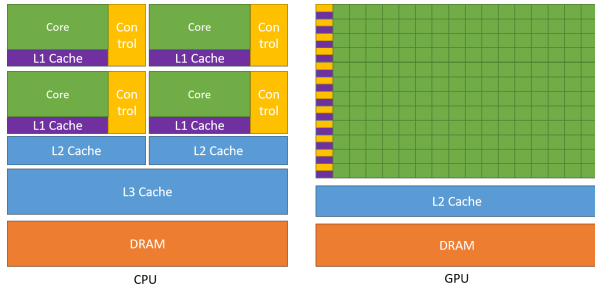 Core
Con
trol
L1 Cache
Core
Con
trol
L1 Cache
Core
Con
trol
L1 Cache
Core
Con
trol
L1 Cache
L2 Cache
L2 Cache
L3 Cache
DRAM
CPU
L2 Cache
DRAM
GPU